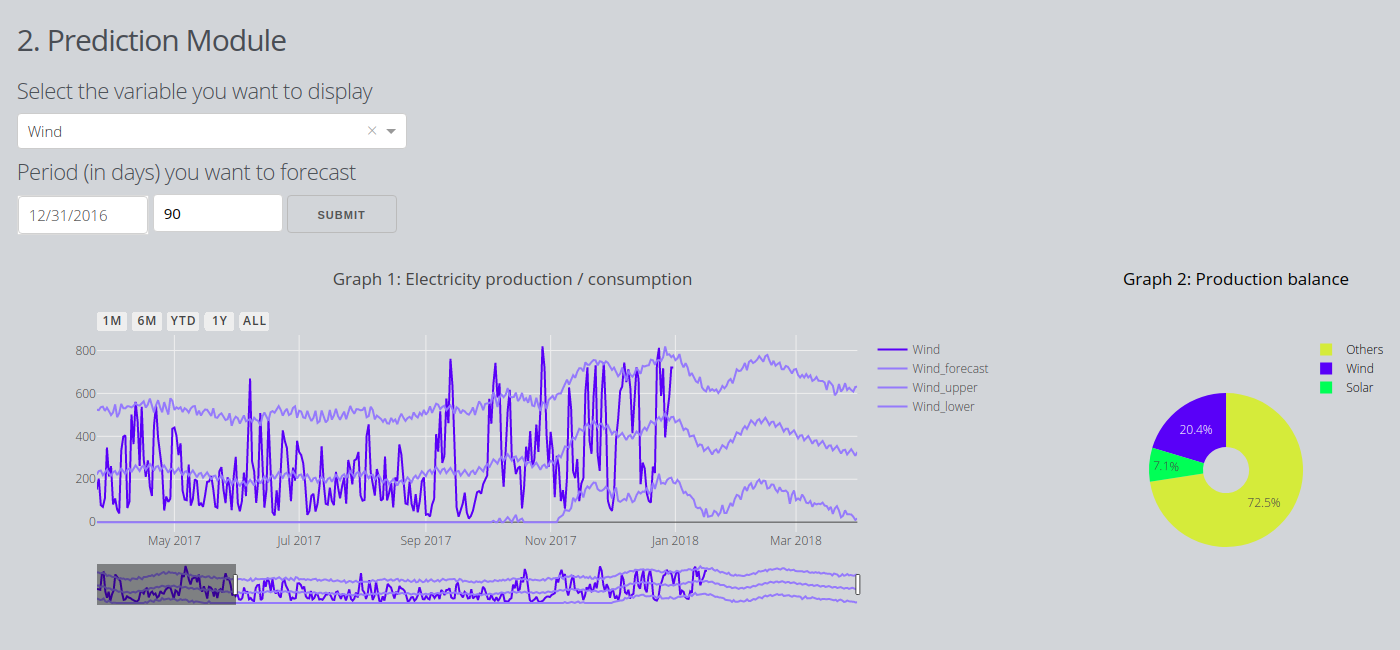 2. Prediction Module
Select the variable you want to display
Wind ×
Period (in days) you want to forecast
12/31/2016 90 SUBMIT
Graph 1: Electricity production / consumption
1M 6M YTD 1Y ALL
800
600
400
200
0
May 2017 Jul 2017 Sep 2017 Nov 2017 Jan 2018 Mar 2018
Wind
Wind_forecast
Wind_upper
Wind_lower
Graph 2: Production balance
Others
Wind
Solar
20.4%
7.1%
72.5%